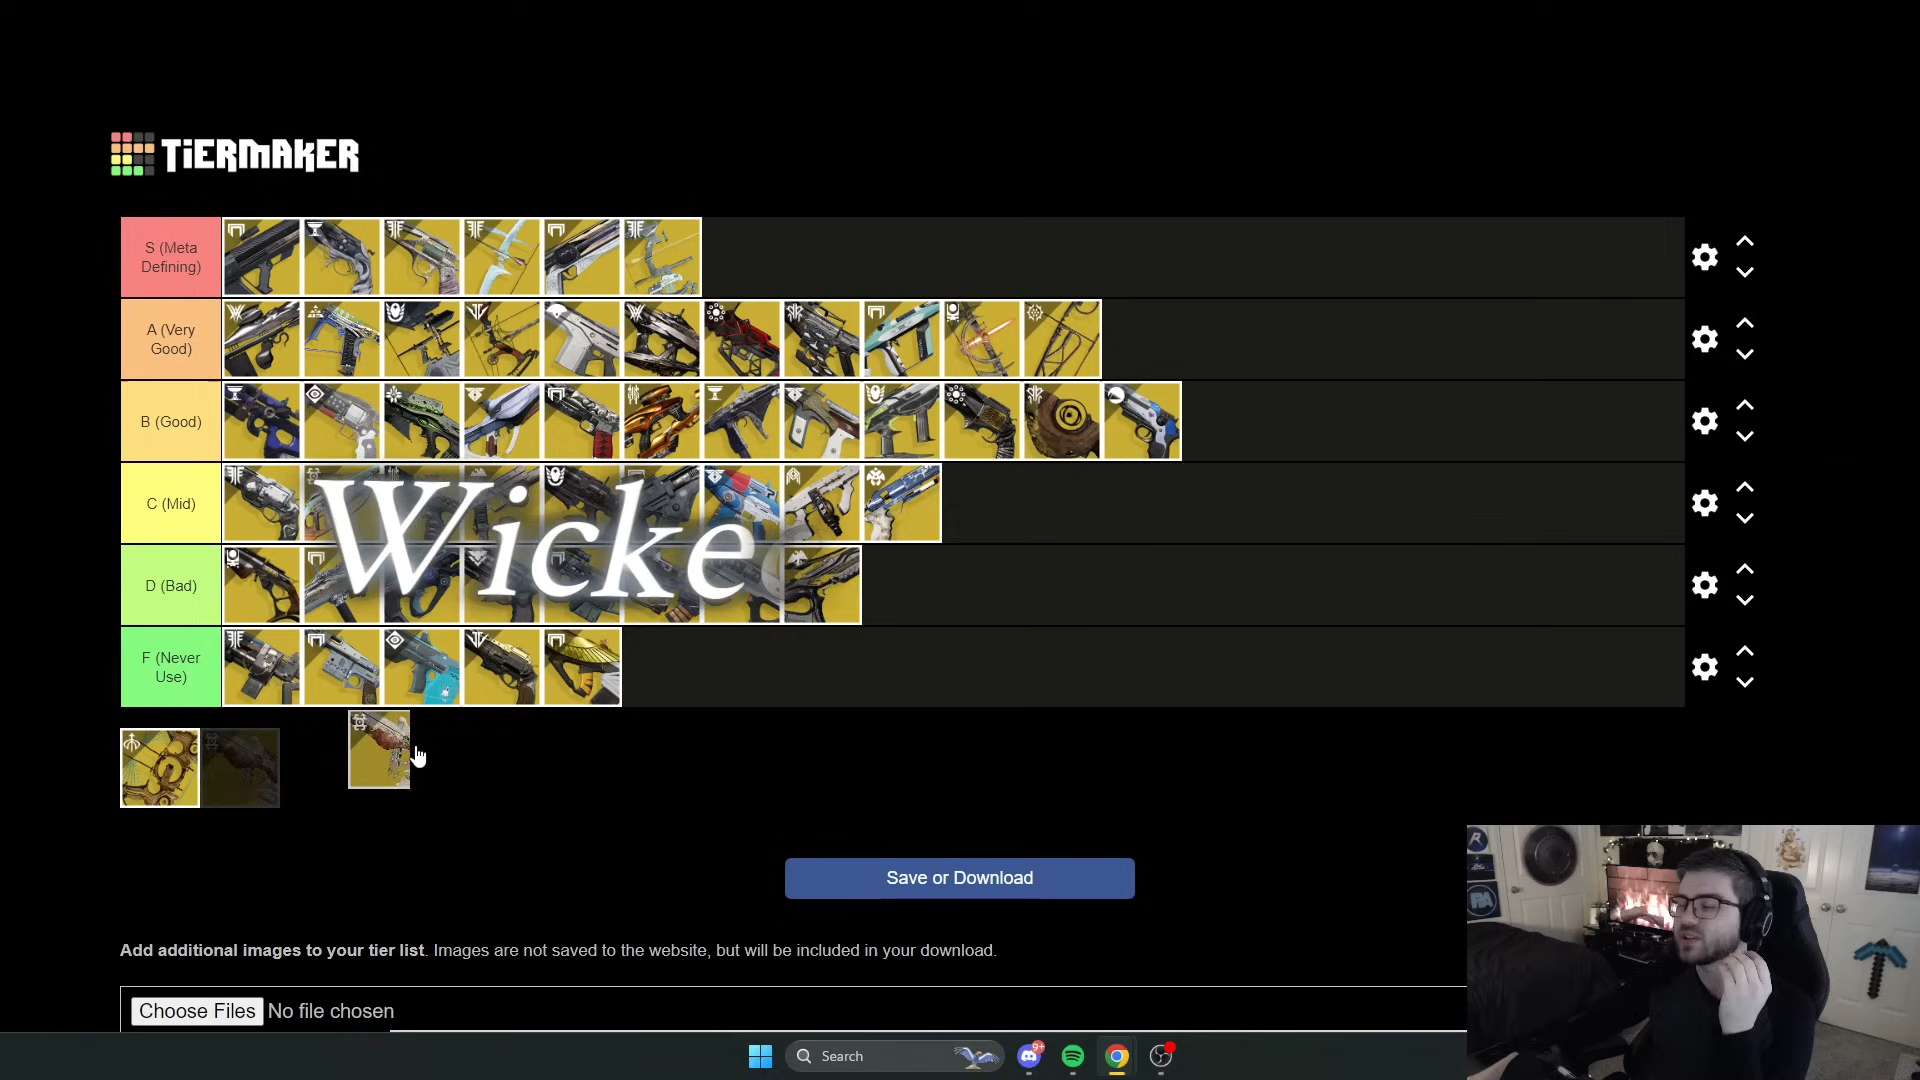 TiERMAKER
S (Meta
Defining)
A (Very
Good)
B (Good)
C (Mid)
D (Bad)
F (Never
Use)
Wicke
Save or Download
Add additional images to your tier list. Images are not saved to the website, but will be included in your download.
Choose Files No file chosen
Search
9+